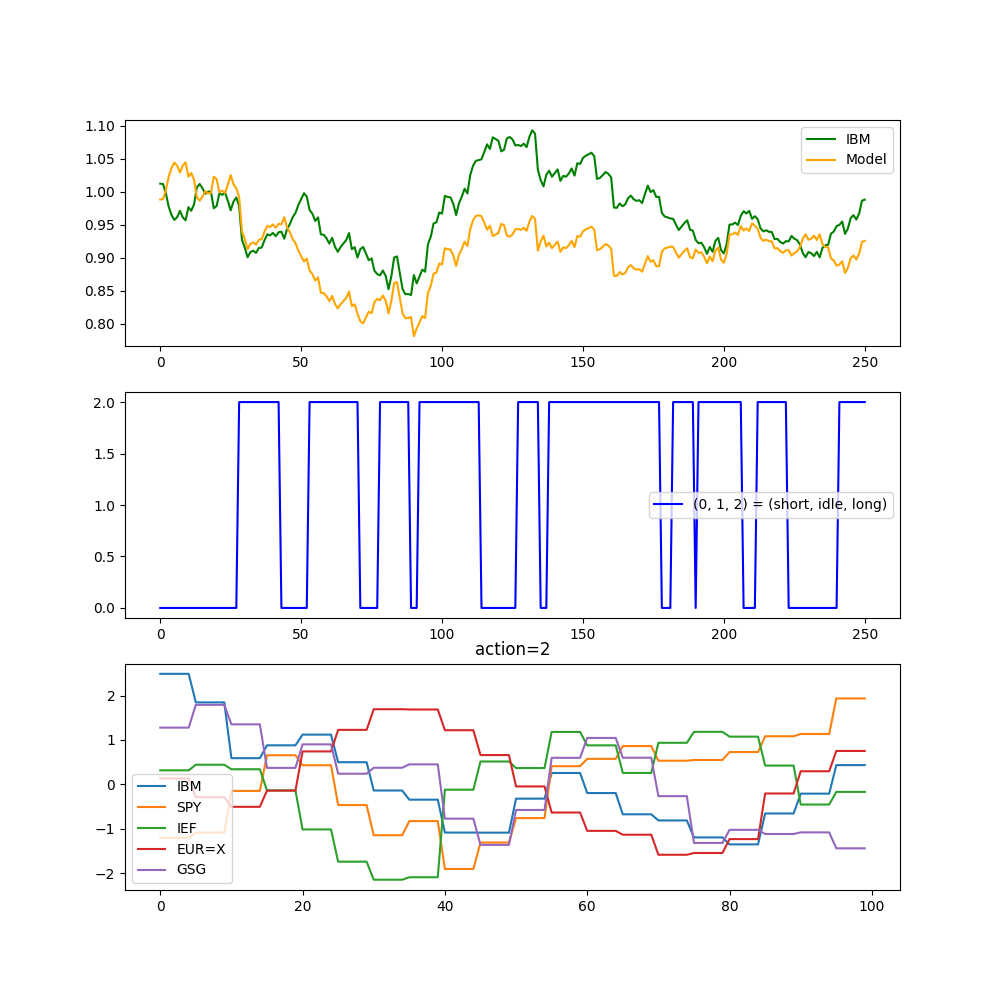 1.10
1.05
1.00
0.95
0.90
0.85
0.80
IBM
Model
0 50 100 150 200 250
2.0
1.5
1.0
0.5
0.0
(0, 1, 2) = (short, idle, long)
0 50 100 150 200 250
action=2
2
1
0
−1
−2
IBM
SPY
IEF
EUR=X
GSG
0 20 40 60 80 100